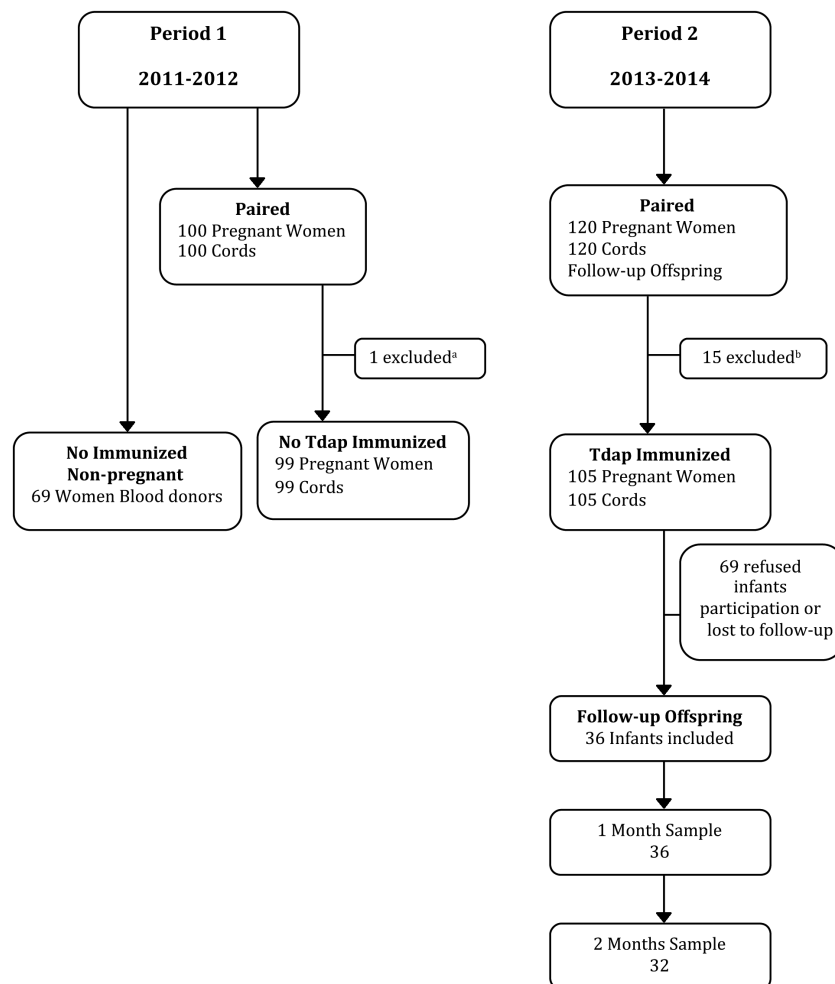 Period 1
2011-2012
Paired
100 Pregnant Women
100 Cords
1 excludedᵃ
No Immunized
Non-pregnant
69 Women Blood donors
No Tdap Immunized
99 Pregnant Women
99 Cords
Period 2
2013-2014
Paired
120 Pregnant Women
120 Cords
Follow-up Offspring
15 excludedᵇ
Tdap Immunized
105 Pregnant Women
105 Cords
69 refused
infants
participation or
lost to follow-up
Follow-up Offspring
36 Infants included
1 Month Sample
36
2 Months Sample
32